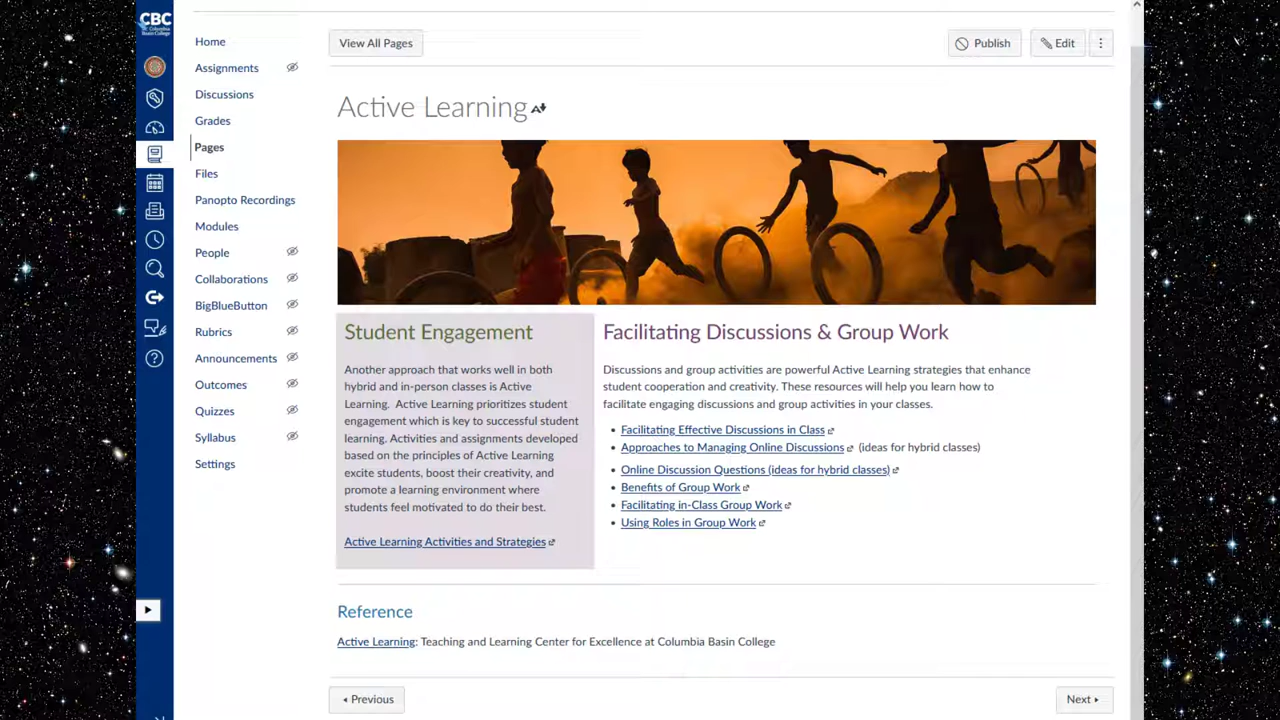 CBC
Columbia
Basin College
Home
Assignments
Discussions
Grades
Pages
Files
Panopto Recordings
Modules
People
Collaborations
BigBlueButton
Rubrics
Announcements
Outcomes
Quizzes
Syllabus
Settings
View All Pages
Publish
Edit
Active Learning
Student Engagement
Another approach that works well in both
hybrid and in-person classes is Active
Learning. Active Learning prioritizes student
engagement which is key to successful student
learning. Activities and assignments developed
based on the principles of Active Learning
excite students, boost their creativity, and
promote a learning environment where
students feel motivated to do their best.
Active Learning Activities and Strategies
Facilitating Discussions & Group Work
Discussions and group activities are powerful Active Learning strategies that enhance
student cooperation and creativity. These resources will help you learn how to
facilitate engaging discussions and group activities in your classes.
• Facilitating Effective Discussions in Class
• Approaches to Managing Online Discussions (ideas for hybrid classes)
• Online Discussion Questions (ideas for hybrid classes)
• Benefits of Group Work
• Facilitating in-Class Group Work
• Using Roles in Group Work
Reference
Active Learning: Teaching and Learning Center for Excellence at Columbia Basin College
Previous
Next